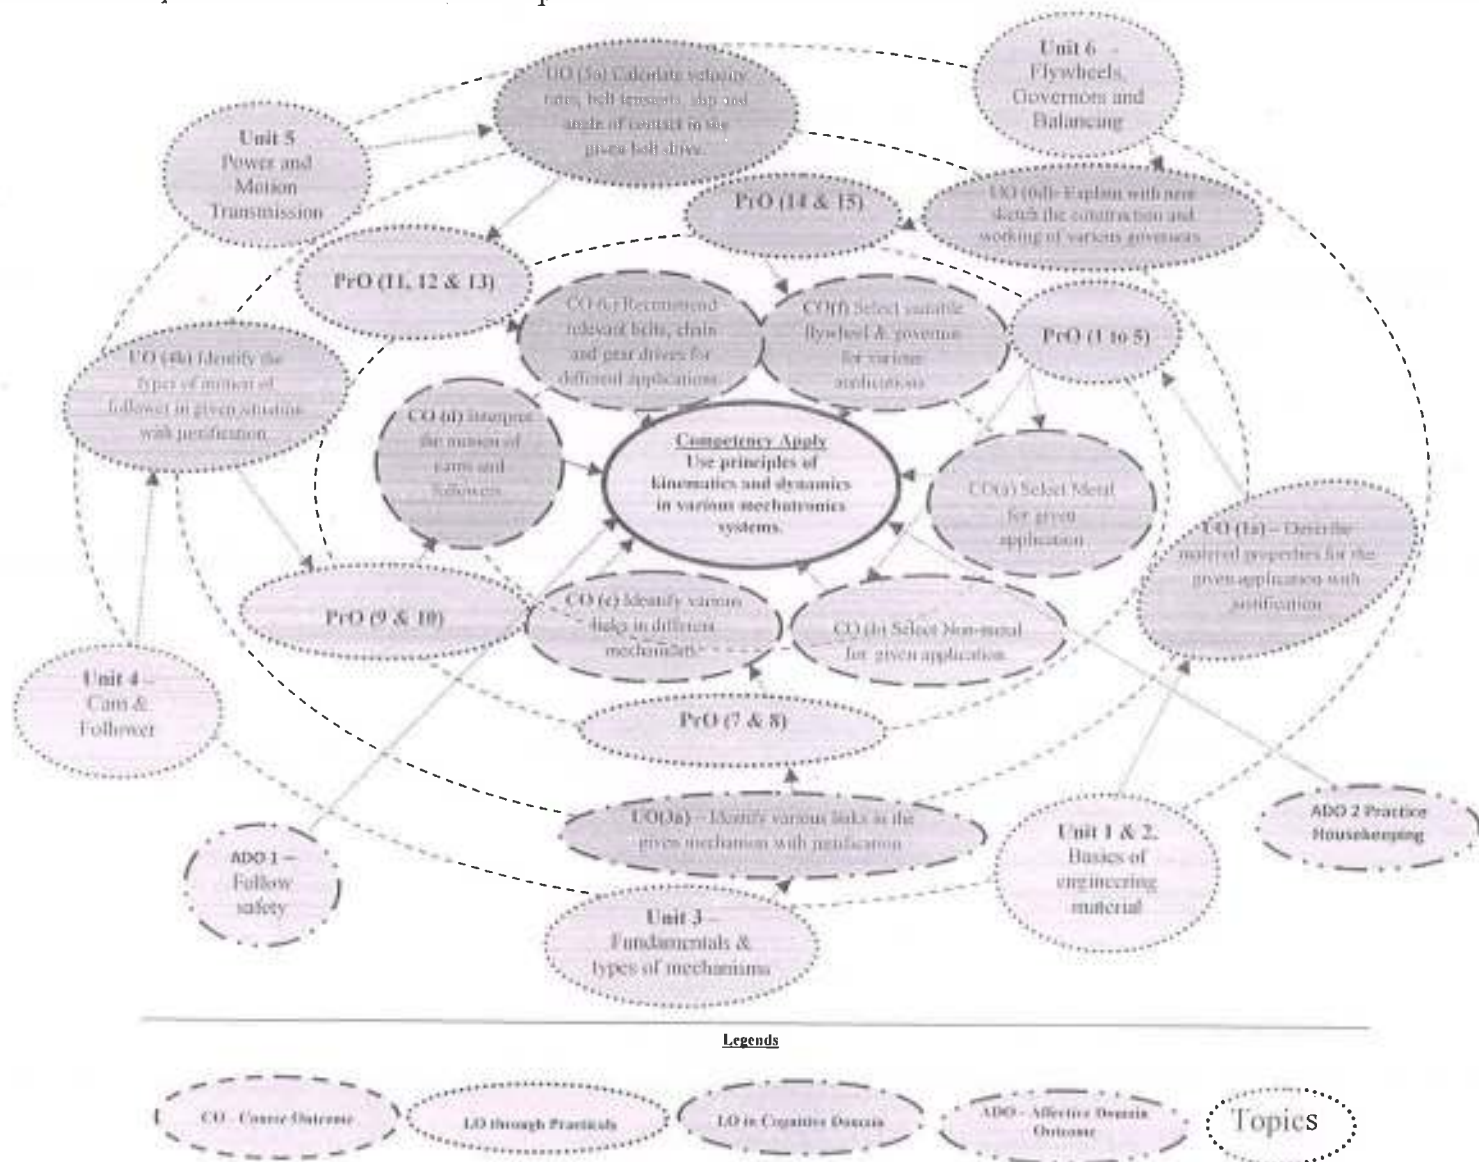 Unit 6 –
Flywheels,
Governors and
Balancing
UO (5a) Calculate velocity
ratio, belt tensions, slip and
angle of contact in the
given belt drive.
Unit 5
Power and
Motion
Transmission
PrO (14 & 15)
UO (6d)- Explain with neat
sketch the construction and
working of various governors
PrO (11, 12 & 13)
Recommend
relevant belts, chain
and gear drives for
different applications
CO(f) Select suitable
flywheel & governor
for various
applications
PrO (1 to 5)
Identify the
types of motion of
follower in given situation
with justification
CO (d) Interpret
the motion of
cams and
followers
Competency Apply
Use principles of
kinematics and dynamics
in various mechatronics
systems.
CO(a) Select Metal
for given
application
UO (1a) – Describe
material properties for the
given application with
justification
PrO (9 & 10)
CO (c) Identify various
links in different
mechanisms
CO (b) Select Non-metal
for given application
Unit 4 –
Cam &
Follower
PrO (7 & 8)
UO(3a) – Identify various links in the
given mechanism with justification
Unit 1 & 2.
Basics of
engineering
material
ADO 2 Practice
Housekeeping
ADO 1 –
Follow
safety
Unit 3 –
Fundamentals &
types of mechanisms
Legends
CO - Course Outcome
LO through Practicals
LO in Cognitive Domain
ADO - Affective Domain
Outcome
Topics